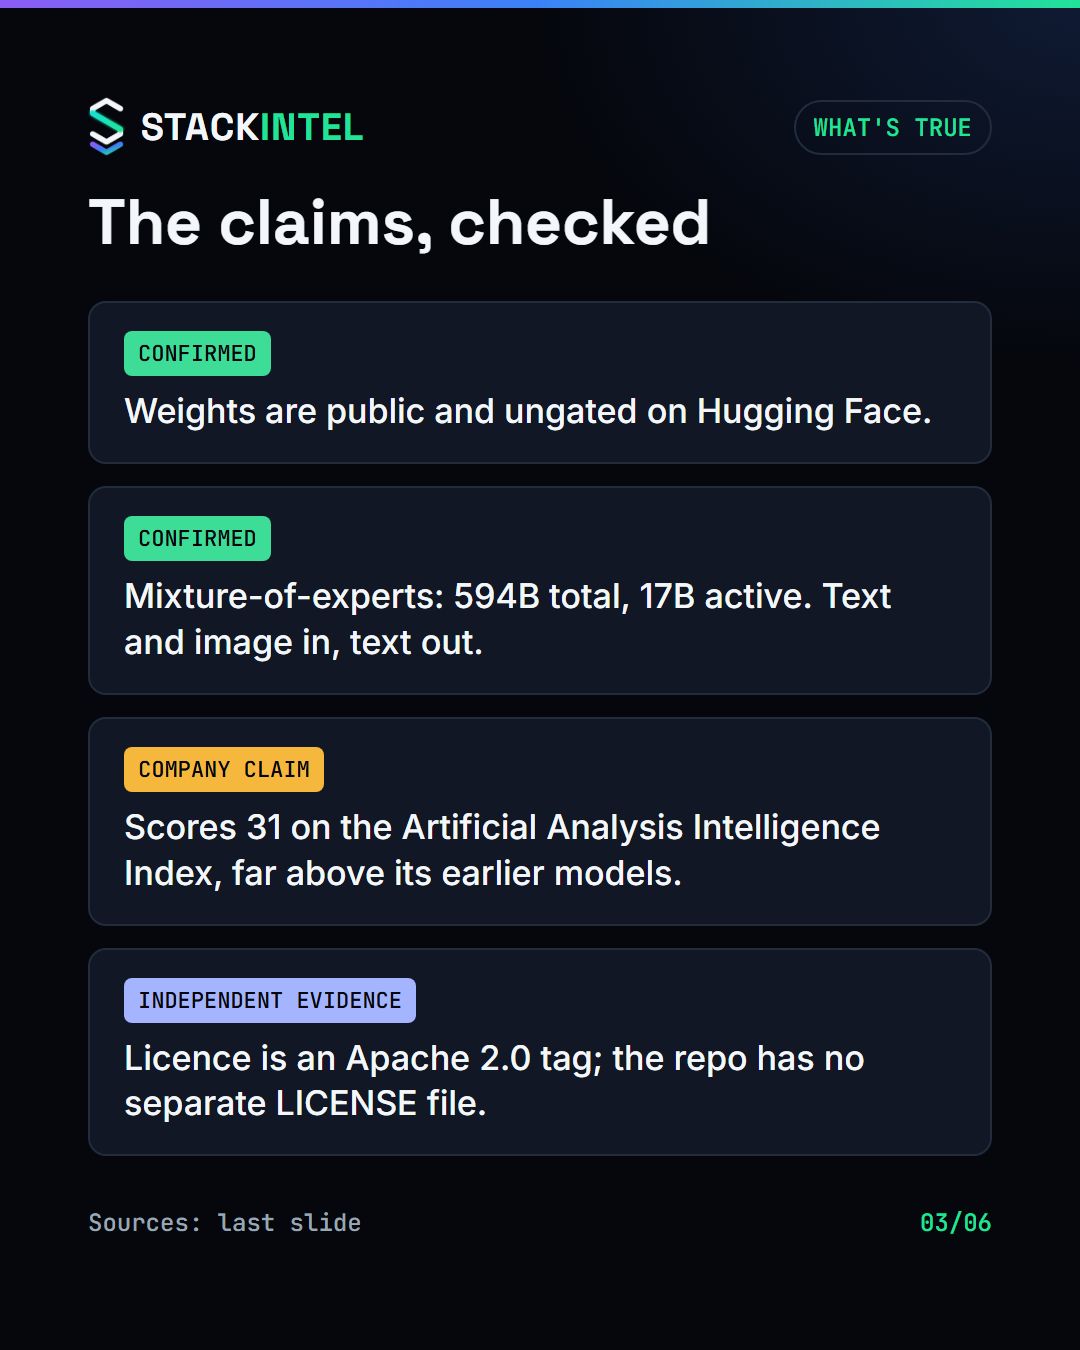 STACKINTEL
WHAT'S TRUE
The claims, checked
CONFIRMED
Weights are public and ungated on Hugging Face.
CONFIRMED
Mixture-of-experts: 594B total, 17B active. Text
and image in, text out.
COMPANY CLAIM
Scores 31 on the Artificial Analysis Intelligence
Index, far above its earlier models.
INDEPENDENT EVIDENCE
Licence is an Apache 2.0 tag; the repo has no
separate LICENSE file.
Sources: last slide
03/06